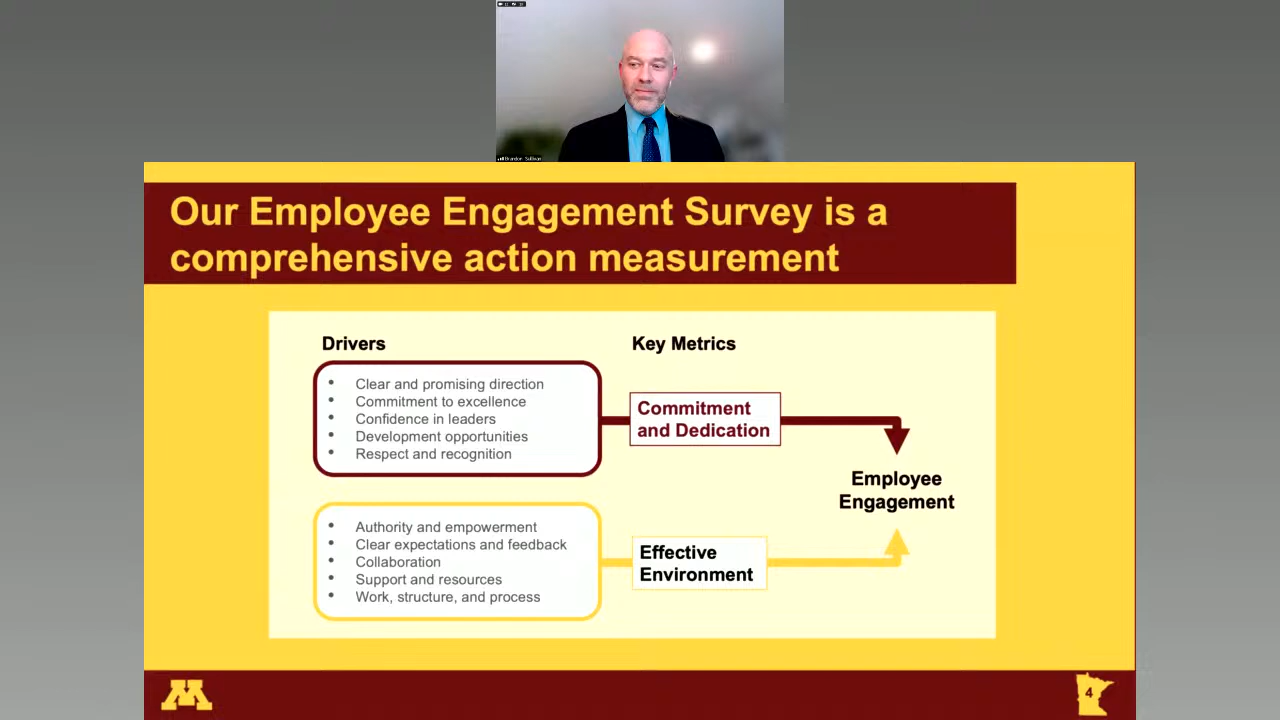 Brandon Sullivan
Our Employee Engagement Survey is a
comprehensive action measurement
Drivers
Key Metrics
• Clear and promising direction
• Commitment to excellence
• Confidence in leaders
• Development opportunities
• Respect and recognition
Commitment
and Dedication
Employee
Engagement
• Authority and empowerment
• Clear expectations and feedback
• Collaboration
• Support and resources
• Work, structure, and process
Effective
Environment
M
4